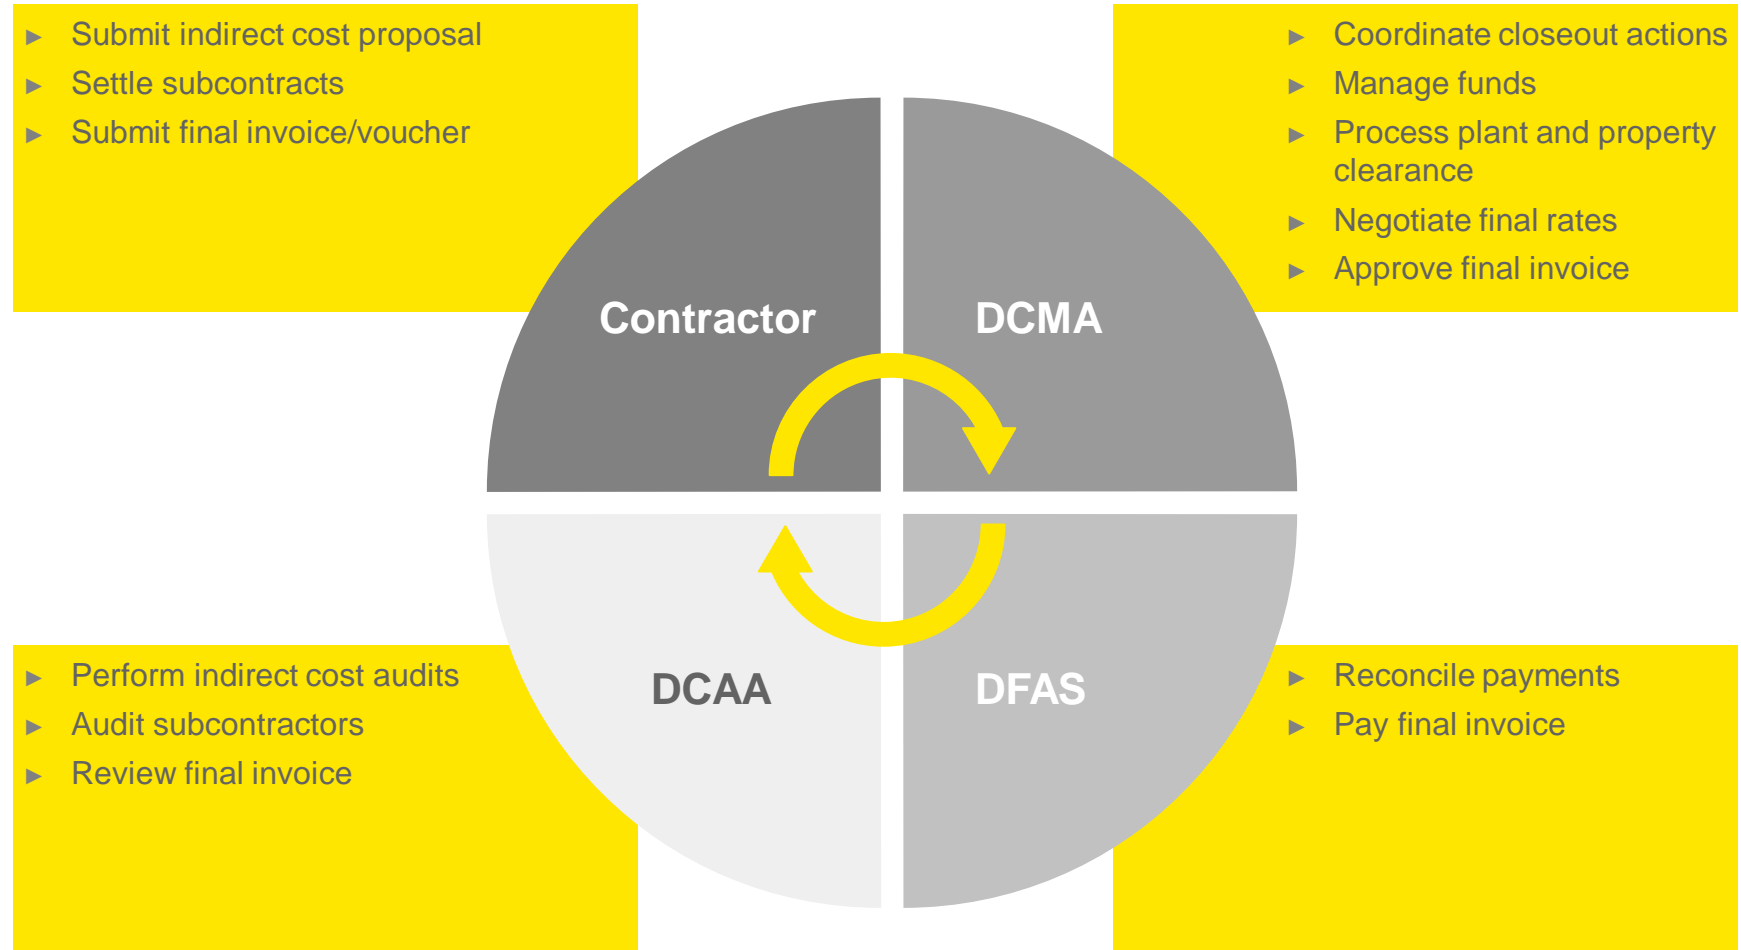 ► Submit indirect cost proposal
► Settle subcontracts
► Submit final invoice/voucher
► Coordinate closeout actions
► Manage funds
► Process plant and property
clearance
► Negotiate final rates
► Approve final invoice
Contractor
DCMA
DCAA
DFAS
► Perform indirect cost audits
► Audit subcontractors
► Review final invoice
► Reconcile payments
► Pay final invoice